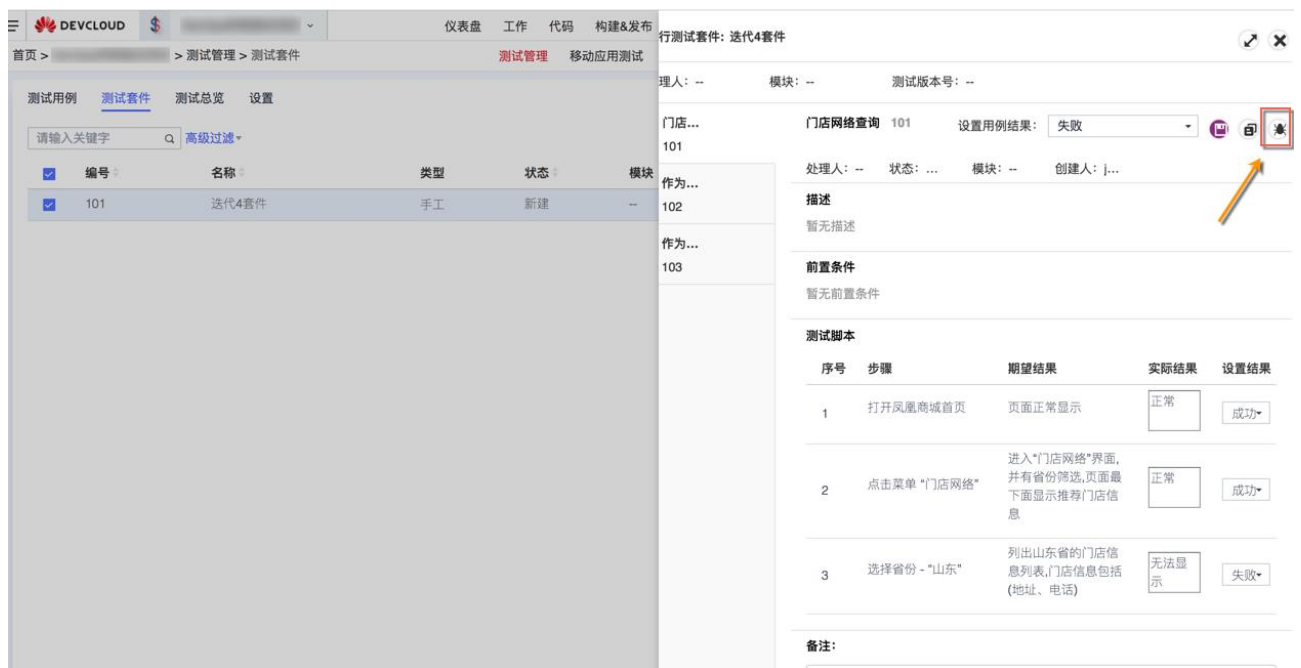 DEVCLOUD
仪表盘 工作 代码 构建&发布
首页 > > 测试管理 > 测试套件
测试管理 移动应用测试
测试用例 测试套件 测试总览 设置
请输入关键字 高级过滤
编号 名称 类型 状态 模块
101 迭代4套件 手工 新建 --
行测试套件: 迭代4套件
理人: -- 模块: -- 测试版本号: --
门店...
101
作为...
102
作为...
103
门店网络查询 101 设置用例结果: 失败
处理人: -- 状态: ... 模块: -- 创建人: j...
描述
暂无描述
前置条件
暂无前置条件
测试脚本
序号 步骤 期望结果 实际结果 设置结果
1 打开凤凰商城首页 页面正常显示 正常 成功
2 点击菜单 "门店网络" 进入"门店网络"界面,
并有省份筛选,页面最
下面显示推荐门店信
息 正常 成功
3 选择省份 - "山东" 列出山东省的门店信
息列表,门店信息包括
(地址、电话) 无法显
示 失败
备注: